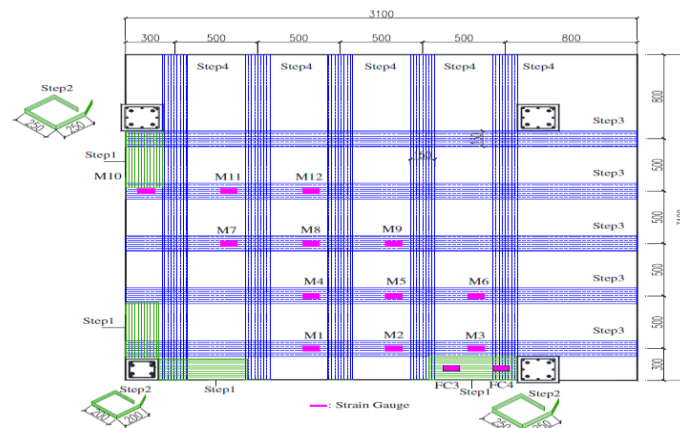 3100
300 500 500 500 500 800
Step4 Step4 Step4 Step4 Step4
Step2
250 250
Step3
800
Step1
150
100
M10 M11 M12
Step3
500
M7 M8 M9
Step3
500
M4 M5 M6
Step3
500
Step1
M1 M2 M3
Step3
500
FC3 FC4
300
Step2 Step1 Step1 Step2
200 200
: Strain Gauge
250 250